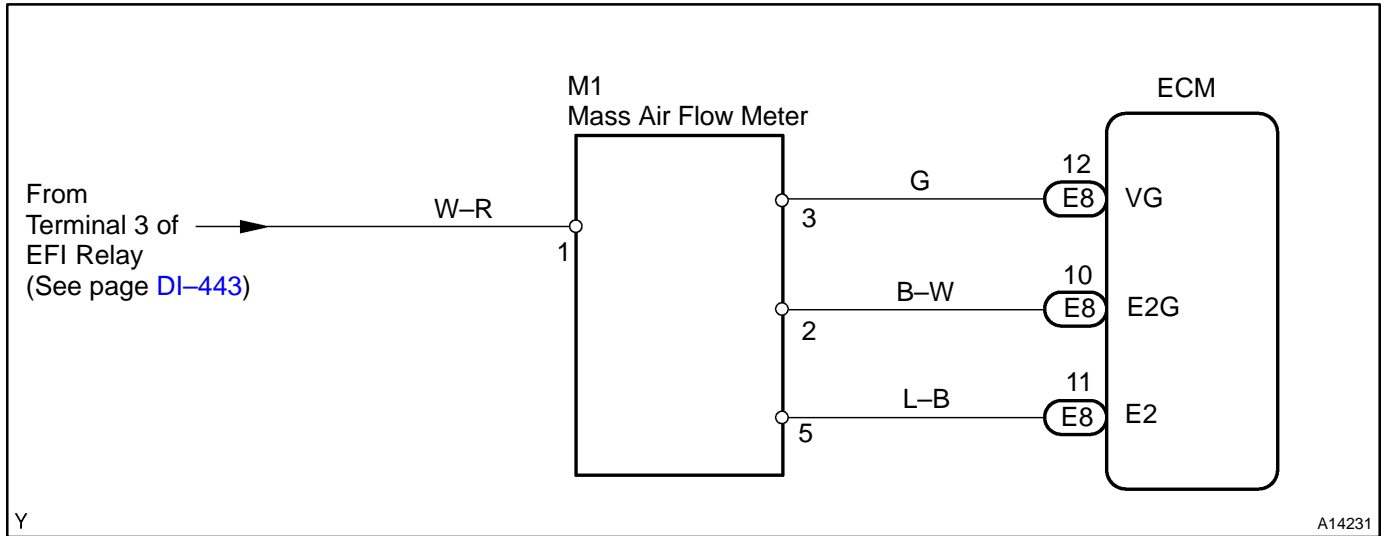 M1
Mass Air Flow Meter
ECM
From
Terminal 3 of
EFI Relay
(See page DI–443)
W–R
1
G
3
12
E8
VG
B–W
2
10
E8
E2G
L–B
5
11
E8
E2
Y
A14231